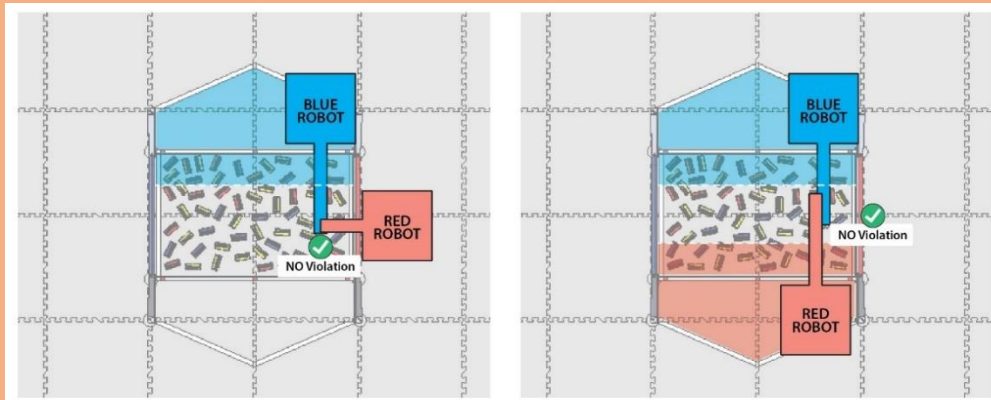 BLUE
ROBOT
RED
ROBOT
NO Violation
BLUE
ROBOT
NO Violation
RED
ROBOT